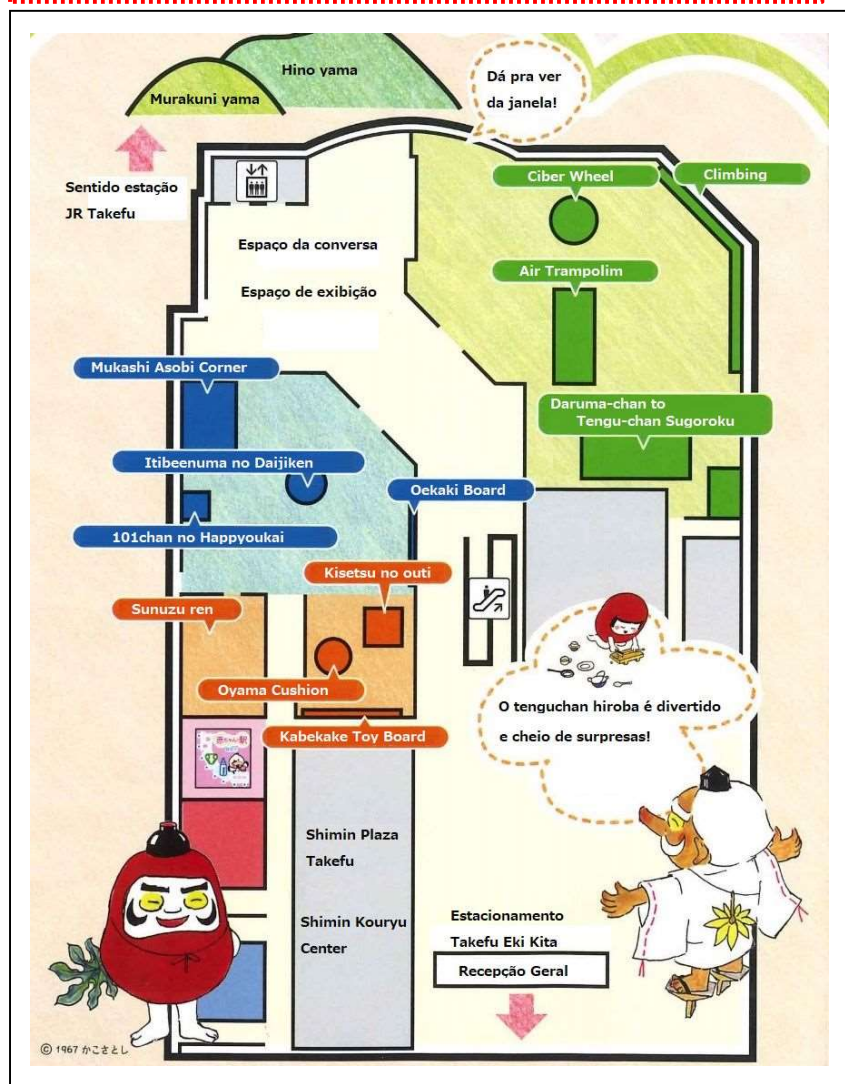 Hino yama
Murakuni yama
Dá pra ver
da janela!
Sentido estação
JR Takefu
Ciber Wheel
Climbing
Espaço da conversa
Espaço de exibição
Air Trampolim
Mukashi Asobi Corner
Daruma-chan to
Tengu-chan Sugoroku
Itibeenuma no Daijiken
Oekaki Board
101chan no Happyoukai
Kisetsu no outi
Sunuzu ren
Oyama Cushion
O tenguchan hiroba é divertido
e cheio de surpresas!
Kabekake Toy Board
Shimin Plaza
Takefu
Shimin Kouryu
Center
Estacionamento
Takefu Eki Kita
Recepção Geral
© 1967 かこさとし